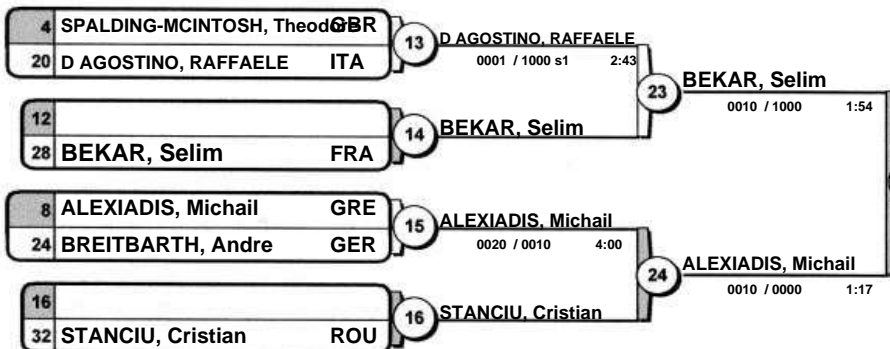 4 SPALDING-MCINTOSH, Theodore GBR
20 D AGOSTINO, RAFFAELE ITA
13
D AGOSTINO, RAFFAELE
0001 / 1000 s1 2:43
12
28 BEKAR, Selim FRA
14
BEKAR, Selim
23
BEKAR, Selim
0010 / 1000 1:54
8 ALEXIADIS, Michail GRE
24 BREITBARTH, Andre GER
15
ALEXIADIS, Michail
0020 / 0010 4:00
16
32 STANCIU, Cristian ROU
16
STANCIU, Cristian
24
ALEXIADIS, Michail
0010 / 0000 1:17